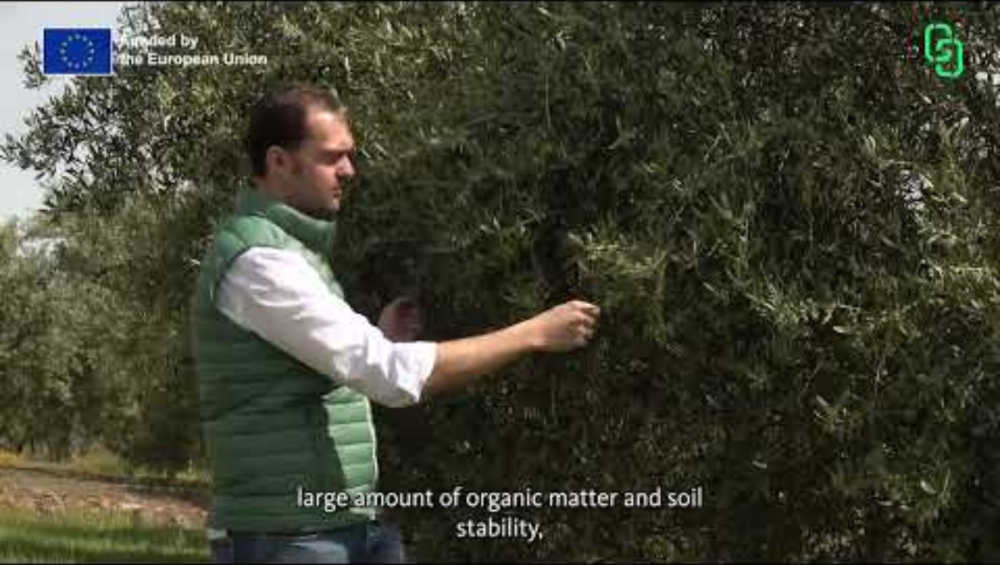 Funded by
the European Union
large amount of organic matter and soil
stability,